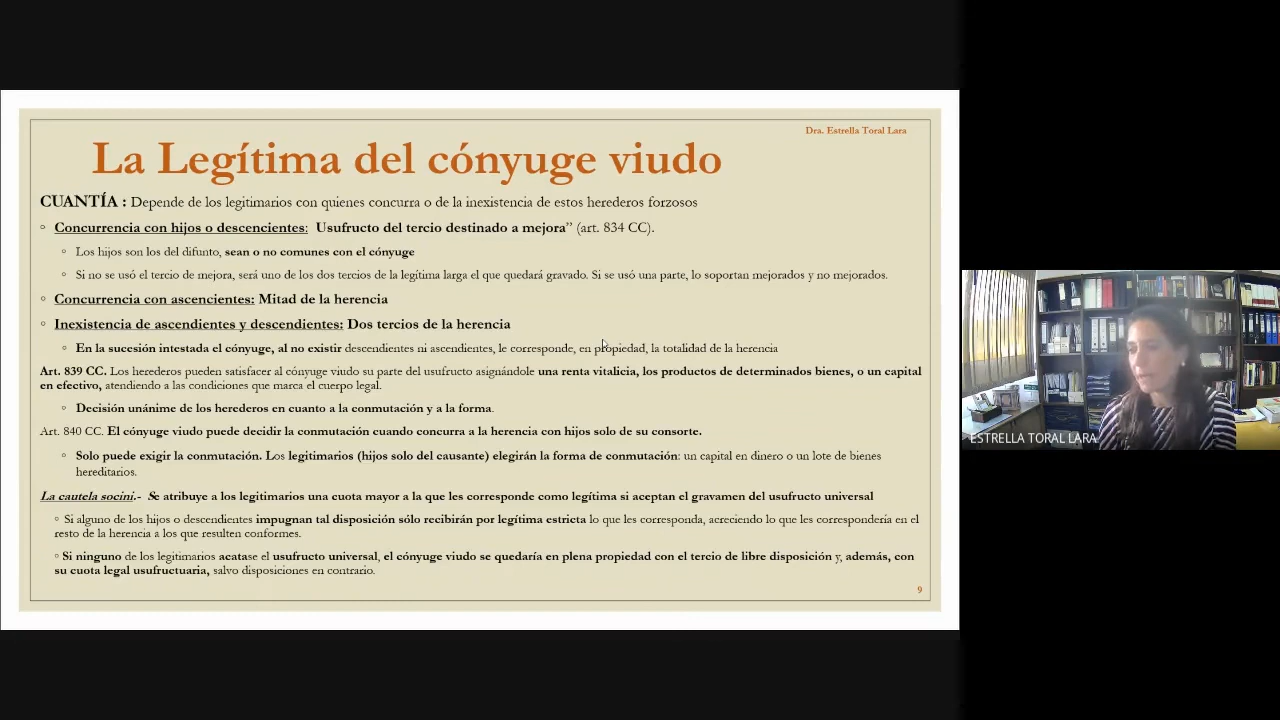 Dra. Estrella Toral Lara
La Legítima del cónyuge viudo
CUANTÍA : Depende de los legitimarios con quienes concurra o de la inexistencia de estos herederos forzosos
◦ Concurrencia con hijos o descencientes: Usufructo del tercio destinado a mejora” (art. 834 CC).
◦ Los hijos son los del difunto, sean o no comunes con el cónyuge
◦ Si no se usó el tercio de mejora, será uno de los dos tercios de la legítima larga el que quedará gravado. Si se usó una parte, lo soportan mejorados y no mejorados.
◦ Concurrencia con ascencientes: Mitad de la herencia
◦ Inexistencia de ascendientes y descendientes: Dos tercios de la herencia
◦ En la sucesión intestada el cónyuge, al no existir descendientes ni ascendientes, le corresponde, en propiedad, la totalidad de la herencia
Art. 839 CC. Los herederos pueden satisfacer al cónyuge viudo su parte del usufructo asignándole una renta vitalicia, los productos de determinados bienes, o un capital
en efectivo, atendiendo a las condiciones que marca el cuerpo legal.
◦ Decisión unánime de los herederos en cuanto a la conmutación y a la forma.
Art. 840 CC. El cónyuge viudo puede decidir la conmutación cuando concurra a la herencia con hijos solo de su consorte.
◦ Solo puede exigir la conmutación. Los legitimarios (hijos solo del causante) elegirán la forma de conmutación: un capital en dinero o un lote de bienes
hereditarios.
La cautela socini.- Se atribuye a los legitimarios una cuota mayor a la que les corresponde como legítima si aceptan el gravamen del usufructo universal
◦ Si alguno de los hijos o descendientes impugnan tal disposición sólo recibirán por legítima estricta lo que les corresponda, acreciendo lo que les correspondería en el
resto de la herencia a los que resulten conformes.
◦ Si ninguno de los legitimarios acatase el usufructo universal, el cónyuge viudo se quedaría en plena propiedad con el tercio de libre disposición y, además, con
su cuota legal usufructuaria, salvo disposiciones en contrario.
9
ESTRELLA TORAL LARA